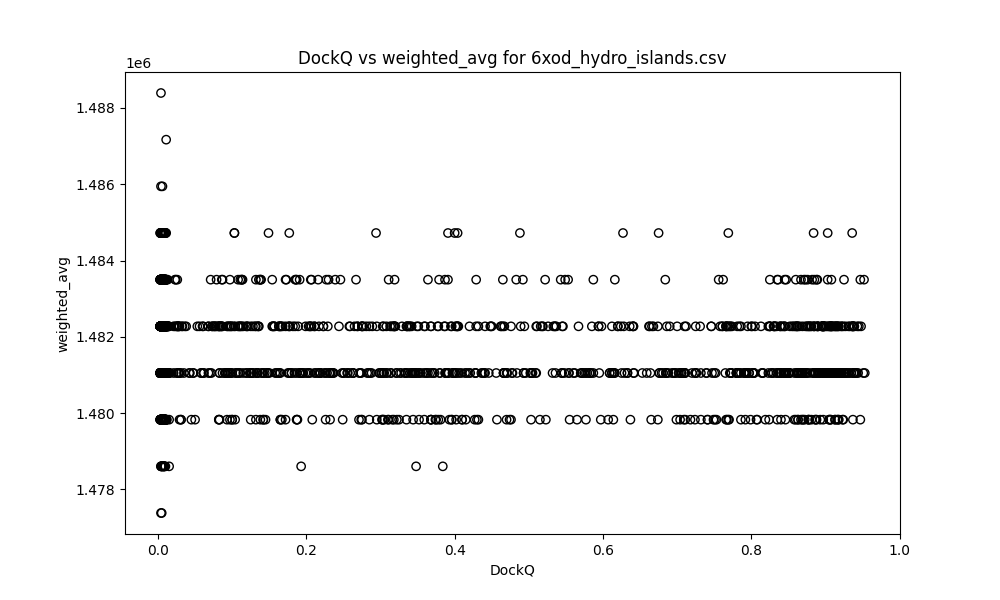 DockQ vs weighted_avg for 6xod_hydro_islands.csv
1e6
1.488
1.486
1.484
1.482
1.480
1.478
weighted_avg
0.0 0.2 0.4 0.6 0.8 1.0
DockQ